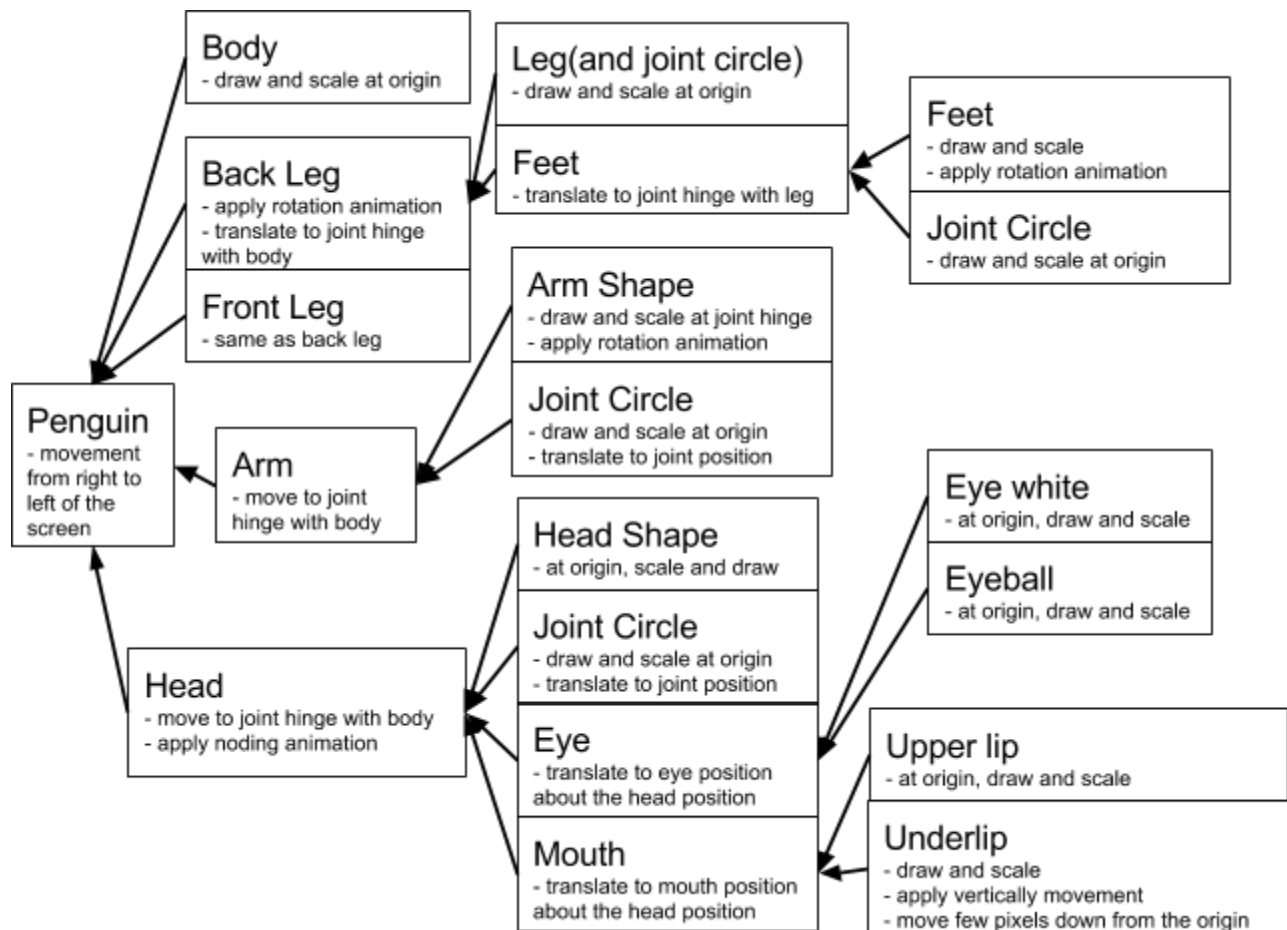 Body
- draw and scale at origin
Back Leg
- apply rotation animation
- translate to joint hinge
with body
Front Leg
- same as back leg
Penguin
- movement
from right to
left of the
screen
Arm
- move to joint
hinge with body
Head
- move to joint hinge with body
- apply noding animation
Leg(and joint circle)
- draw and scale at origin
Feet
- translate to joint hinge with leg
Feet
- draw and scale
- apply rotation animation
Joint Circle
- draw and scale at origin
Arm Shape
- draw and scale at joint hinge
- apply rotation animation
Joint Circle
- draw and scale at origin
- translate to joint position
Head Shape
- at origin, scale and draw
Joint Circle
- draw and scale at origin
- translate to joint position
Eye
- translate to eye position
about the head position
Mouth
- translate to mouth position
about the head position
Eye white
- at origin, draw and scale
Eyeball
- at origin, draw and scale
Upper lip
- at origin, draw and scale
Underlip
- draw and scale
- apply vertically movement
- move few pixels down from the origin